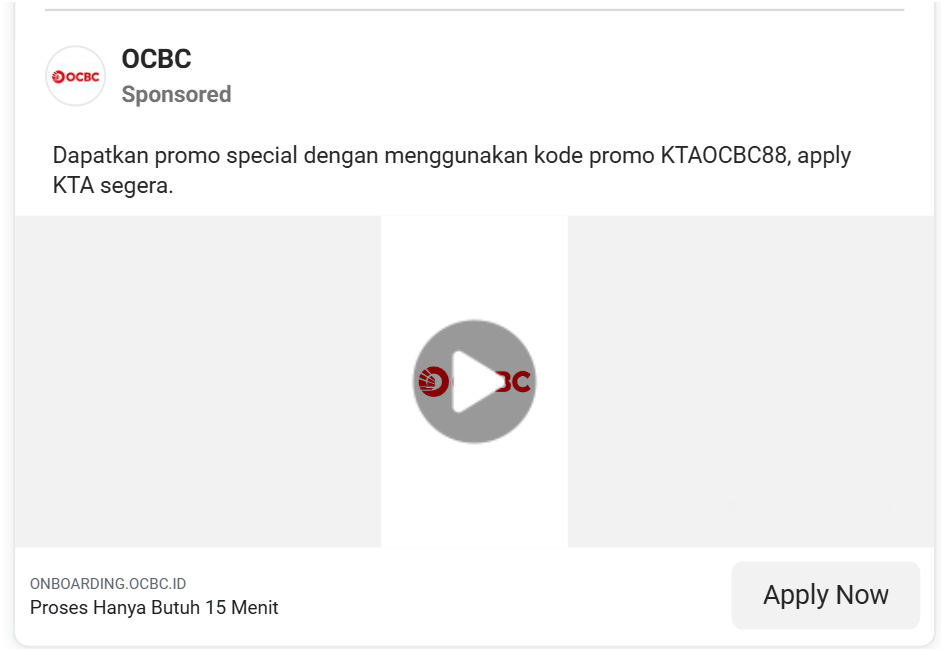 OCBC
OCBC
Sponsored
Dapatkan promo special dengan menggunakan kode promo KTAOCBC88, apply
KTA segera.
BC
ONBOARDING.OCBC.ID
Proses Hanya Butuh 15 Menit
Apply Now